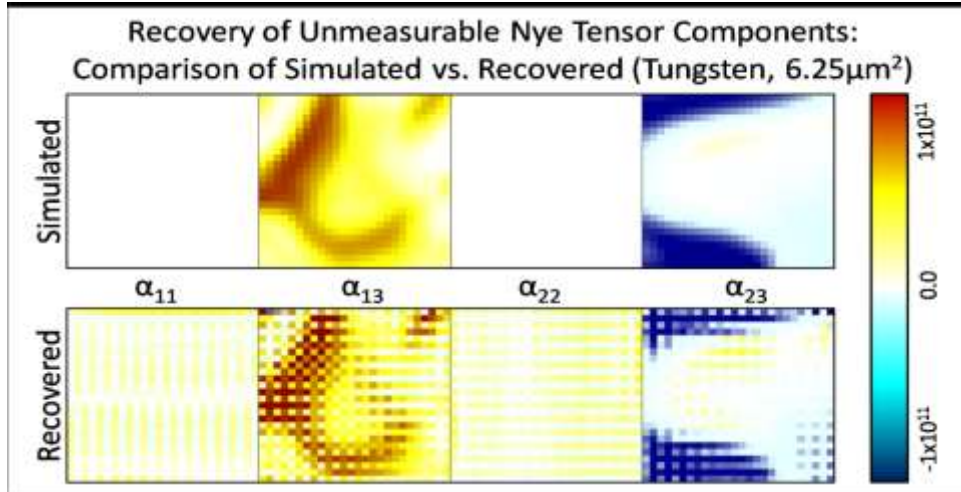 Recovery of Unmeasurable Nye Tensor Components:
Comparison of Simulated vs. Recovered (Tungsten, 6.25μm²)
Simulated
α₁₁ α₁₃ α₂₂ α₂₃
Recovered
1x10¹¹
0.0
-1x10¹¹